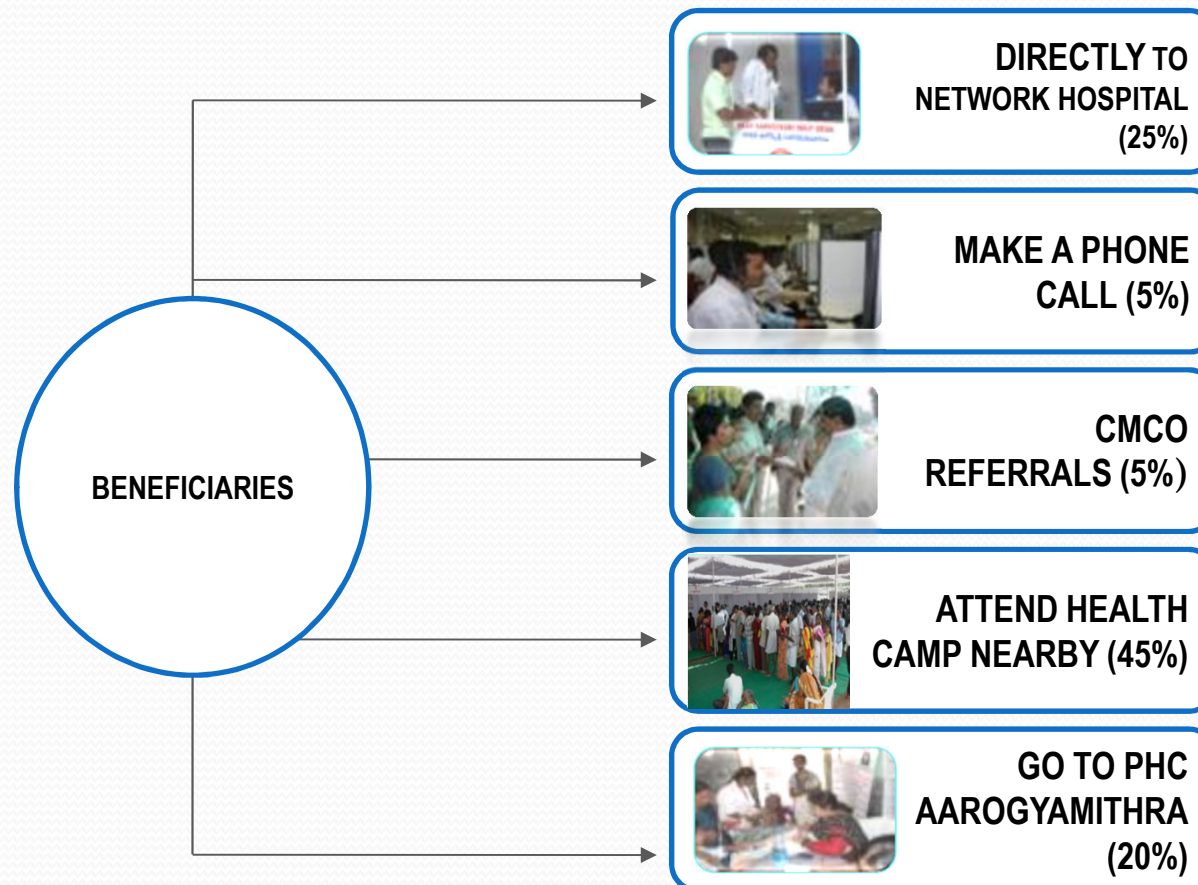 DIRECTLY TO
NETWORK HOSPITAL
(25%)
MAKE A PHONE
CALL (5%)
CMCO
REFERRALS (5%)
BENEFICIARIES
ATTEND HEALTH
CAMP NEARBY (45%)
GO TO PHC
AAROGYAMITHRA
(20%)